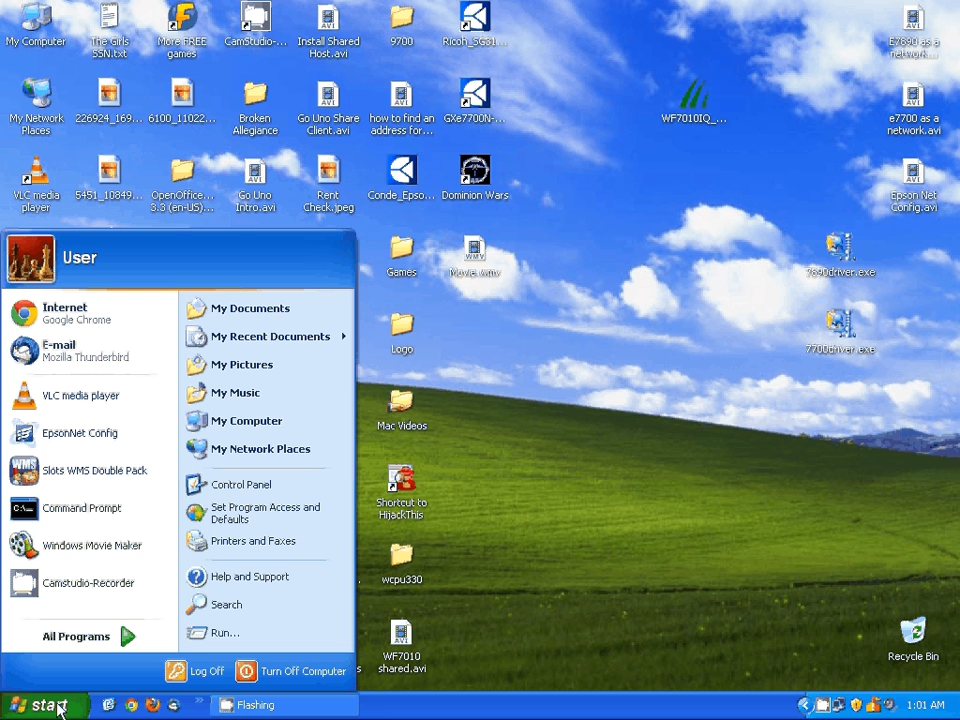 My Computer
The Girls
SSN.txt
More FREE
games
CamStudio-...
Install Shared
Host.avi
9700
Ricoh_SG31...
E7890 as a
network...
My Network
Places
226924_169...
6100_11022...
Broken
Allegiance
Go Uno Share
Client.avi
how to find an
address for...
GXe7700N-...
WF7010IQ_...
e7700 as a
network.avi
VLC media
player
5451_10849...
OpenOffice...
3.3 (en-US)...
Go Uno
Intro.avi
Rent
Check.jpeg
Conde_Epso...
Dominion Wars
Epson Net
Config.avi
User
Games
Movie.wmv
7890driver.exe
Logo
7700driver.exe
Mac Videos
Shortcut to
HijackThis
wcpu330
WF7010
shared.avi
Recycle Bin
Internet
Google Chrome
E-mail
Mozilla Thunderbird
VLC media player
EpsonNet Config
Slots WMS Double Pack
Command Prompt
Windows Movie Maker
Camstudio-Recorder
All Programs
My Documents
My Recent Documents
My Pictures
My Music
My Computer
My Network Places
Control Panel
Set Program Access and
Defaults
Printers and Faxes
Help and Support
Search
Run...
Log Off
Turn Off Computer
start
Flashing
1:01 AM